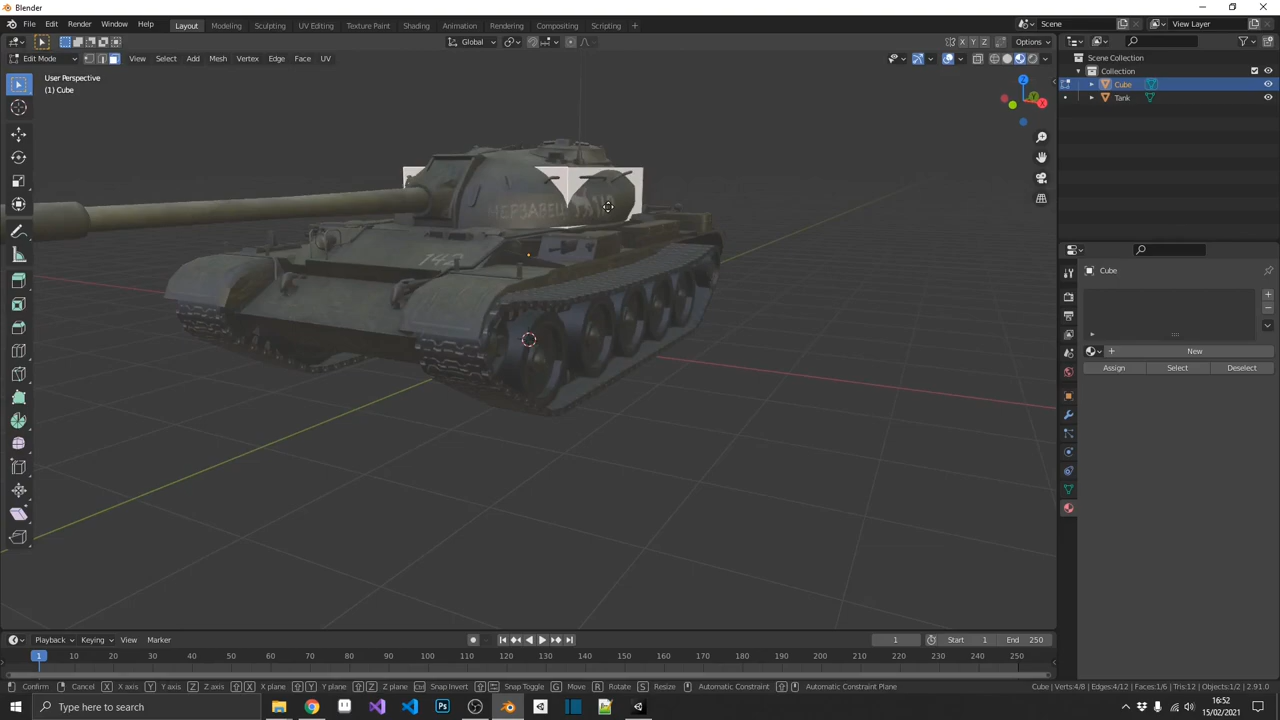 Blender
File Edit Render Window Help Layout Modeling Sculpting UV Editing Texture Paint Shading Animation Rendering Compositing Scripting + Scene View Layer
Global X Y Z Options
Edit Mode View Select Add Mesh Vertex Edge Face UV
User Perspective
(1) Cube
Scene Collection
Collection
Cube
Tank
Z
Y
X
ЧЕРЗАВЕЦ
Cube
New
Assign Select Deselect
Playback Keying View Marker 1 Start 1 End 250
1 10 20 30 40 50 60 70 80 90 100 110 120 130 140 150 160 170 180 190 200 210 220 230 240 250
Confirm Cancel X X axis Y Y axis Z Z axis X X plane Y Y plane Z Z plane Ctrl Snap Invert Snap Toggle G Move R Rotate S Resize Automatic Constraint Automatic Constraint Plane Cube | Verts:4/8 | Edges:4/12 | Faces:1/6 | Tris:12 | Objects:1/2 | 2.91.0
Type here to search
16:52
15/02/2021